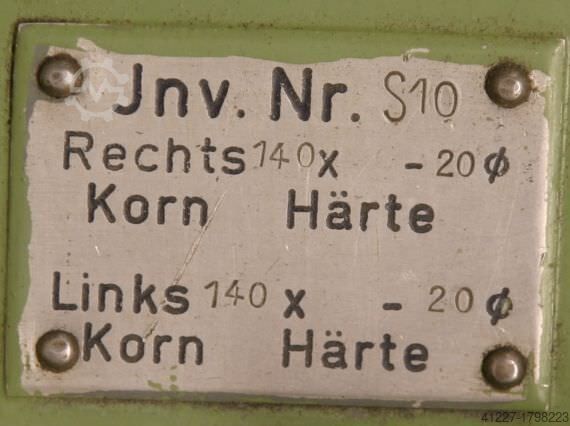 Jnv. Nr. S10
Rechts 140 x - 20 ø
Korn Härte
Links 140 x - 20 ø
Korn Härte
41227-1798223